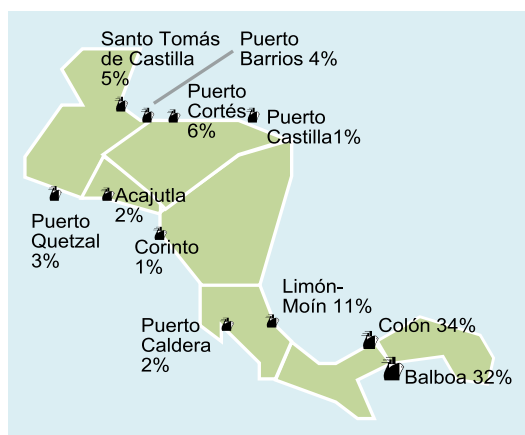 Santo Tomás
de Castilla
5%
Puerto
Barrios 4%
Puerto
Cortés
6%
Puerto
Castilla1%
Acajutla
2%
Puerto
Quetzal
3%
Corinto
1%
Limón-
Moín 11%
Puerto
Caldera
2%
Colón 34%
Balboa 32%